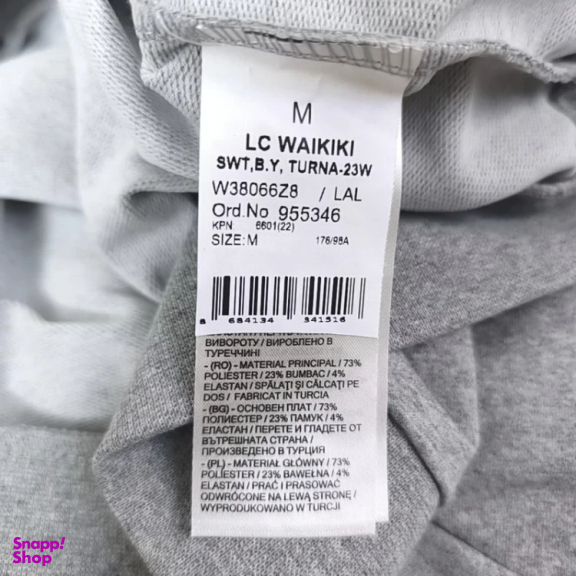 M
LC WAIKIKI
SWT,B.Y, TURNA-23W
W38066Z8 / LAL
Ord.No 955346
KPN 6601(22)
SIZE:M 176/98A
8 684134 341516
ВИВОРОТУ / ВИРОБЛЕНО В
ТУРЕЧЧИНІ
- (RO) - MATERIAL PRINCIPAL / 73%
POLIESTER / 23% BUMBAC / 4%
ELASTAN / SPĂLAȚI ȘI CĂLCAȚI PE
DOS / FABRICAT IN TURCIA
- (BG) - ОСНОВЕН ПЛАТ / 73%
ПОЛИЕСТЕР / 23% ПАМУК / 4%
ЕЛАСТАН / ПЕРЕТЕ И ГЛАДЕТЕ ОТ
ВЪТРЕШНАТА СТРАНА /
ПРОИЗВЕДЕНО В ТУРЦИЯ
- (PL) - MATERIAŁ GŁÓWNY / 73%
POLIESTER / 23% BAWEŁNA / 4%
ELASTAN / PRAĆ I PRASOWAĆ
ODWRÓCONE NA LEWĄ STRONĘ /
WYPRODUKOWANO W TURCJI
Snapp!
Shop